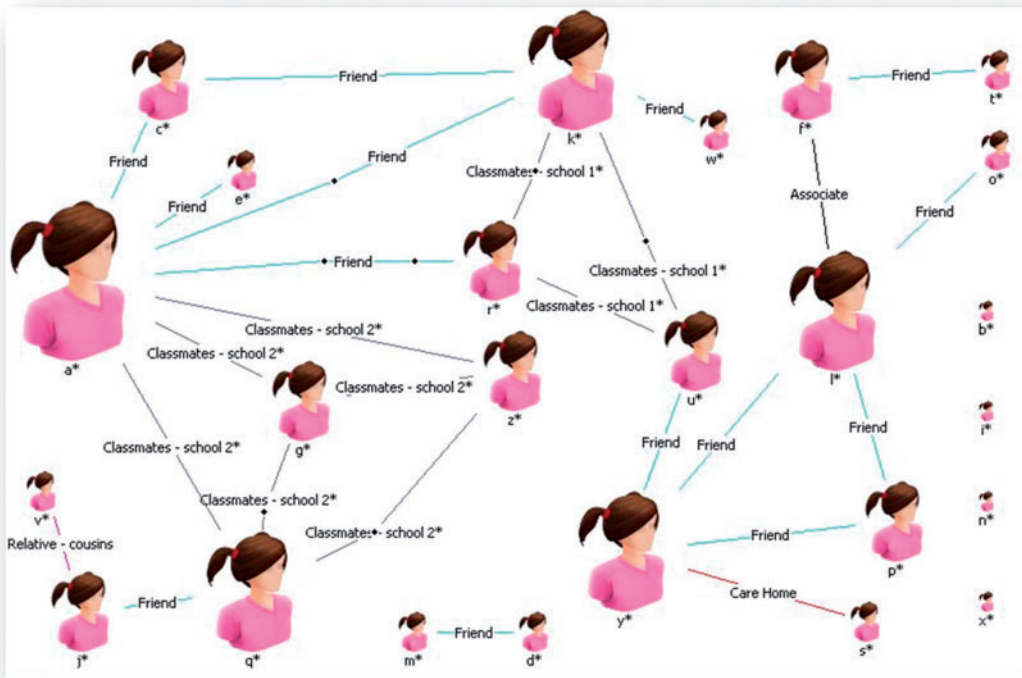 Friend
c*
k*
Friend
w*
Friend
f*
Friend
t*
o*
Friend
Friend
e*
Friend
Classmates - school 1*
Associate
Friend
Friend
r*
Classmates - school 1*
Classmates - school 1*
a*
Classmates - school 2*
Classmates - school 2*
Classmates - school 2*
z*
u*
l*
b*
i*
g*
Classmates - school 2*
Classmates - school 2*
Classmates - school 2*
Friend
Friend
Friend
v*
Relative - cousins
j*
Friend
q*
m*
Friend
d*
y*
Friend
p*
Care Home
s*
n*
x*